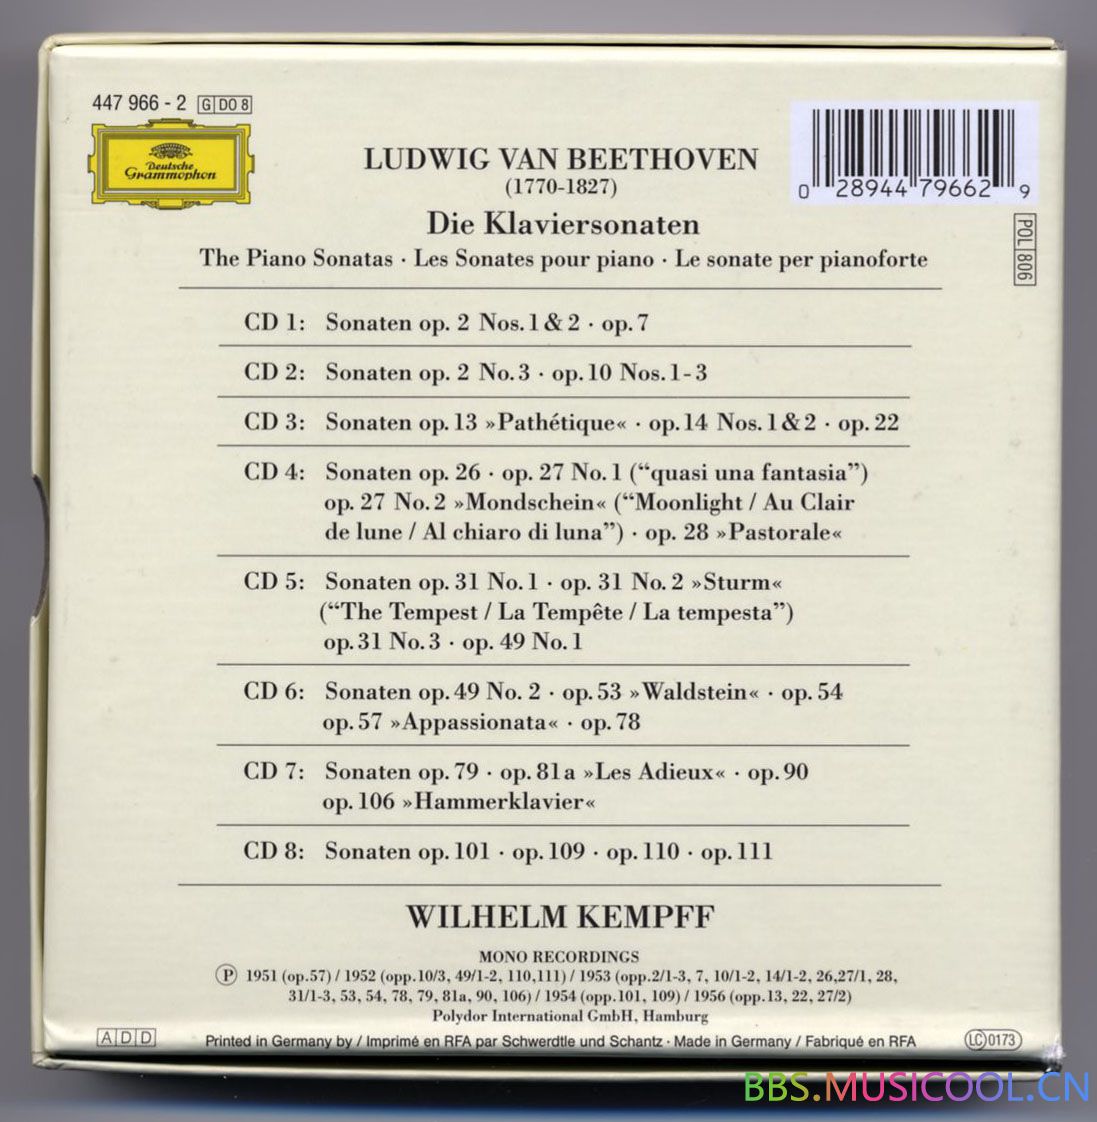 447 966 - 2 G DO 8
Deutsche
Grammophon
LUDWIG VAN BEETHOVEN
(1770-1827)
Die Klaviersonaten
The Piano Sonatas · Les Sonates pour piano · Le sonate per pianoforte
0 28944 79662 9
POL 806
CD 1: Sonaten op. 2 Nos. 1 & 2 · op. 7
CD 2: Sonaten op. 2 No. 3 · op. 10 Nos. 1-3
CD 3: Sonaten op. 13 »Pathétique« · op. 14 Nos. 1 & 2 · op. 22
CD 4: Sonaten op. 26 · op. 27 No. 1 (“quasi una fantasia”)
op. 27 No. 2 »Mondschein« (“Moonlight / Au Clair
de lune / Al chiaro di luna”) · op. 28 »Pastorale«
CD 5: Sonaten op. 31 No. 1 · op. 31 No. 2 »Sturm«
(“The Tempest / La Tempête / La tempesta”)
op. 31 No. 3 · op. 49 No. 1
CD 6: Sonaten op. 49 No. 2 · op. 53 »Waldstein« · op. 54
op. 57 »Appassionata« · op. 78
CD 7: Sonaten op. 79 · op. 81a »Les Adieux« · op. 90
op. 106 »Hammerklavier«
CD 8: Sonaten op. 101 · op. 109 · op. 110 · op. 111
WILHELM KEMPFF
MONO RECORDINGS
Ⓟ 1951 (op.57) / 1952 (opp.10/3, 49/1-2, 110,111) / 1953 (opp.2/1-3, 7, 10/1-2, 14/1-2, 26,27/1, 28,
31/1-3, 53, 54, 78, 79, 81a, 90, 106) / 1954 (opp.101, 109) / 1956 (opp.13, 22, 27/2)
Polydor International GmbH, Hamburg
ADD
Printed in Germany by / Imprimé en RFA par Schwerdtle und Schantz · Made in Germany / Fabriqué en RFA
LC 0173
BBS.MUSICOOL.CN